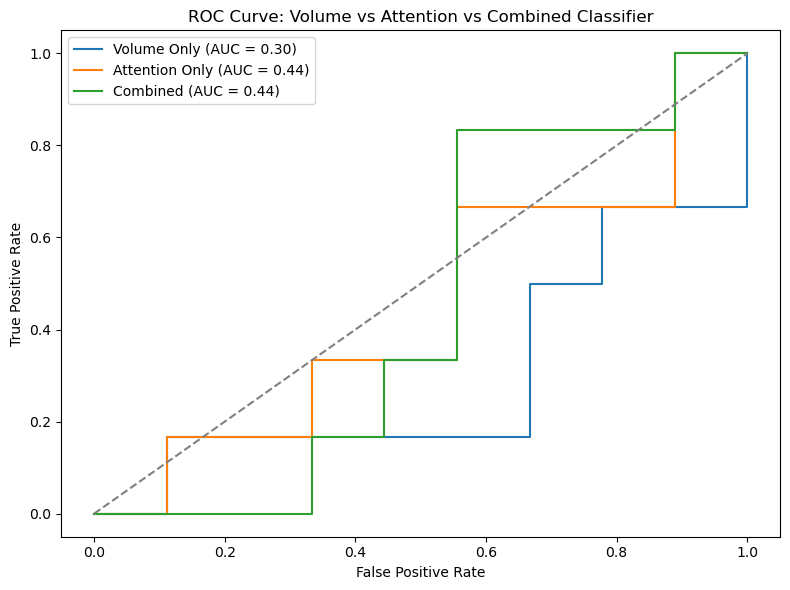 ROC Curve: Volume vs Attention vs Combined Classifier
Volume Only (AUC = 0.30)
Attention Only (AUC = 0.44)
Combined (AUC = 0.44)
True Positive Rate
1.0
0.8
0.6
0.4
0.2
0.0
0.0 0.2 0.4 0.6 0.8 1.0
False Positive Rate